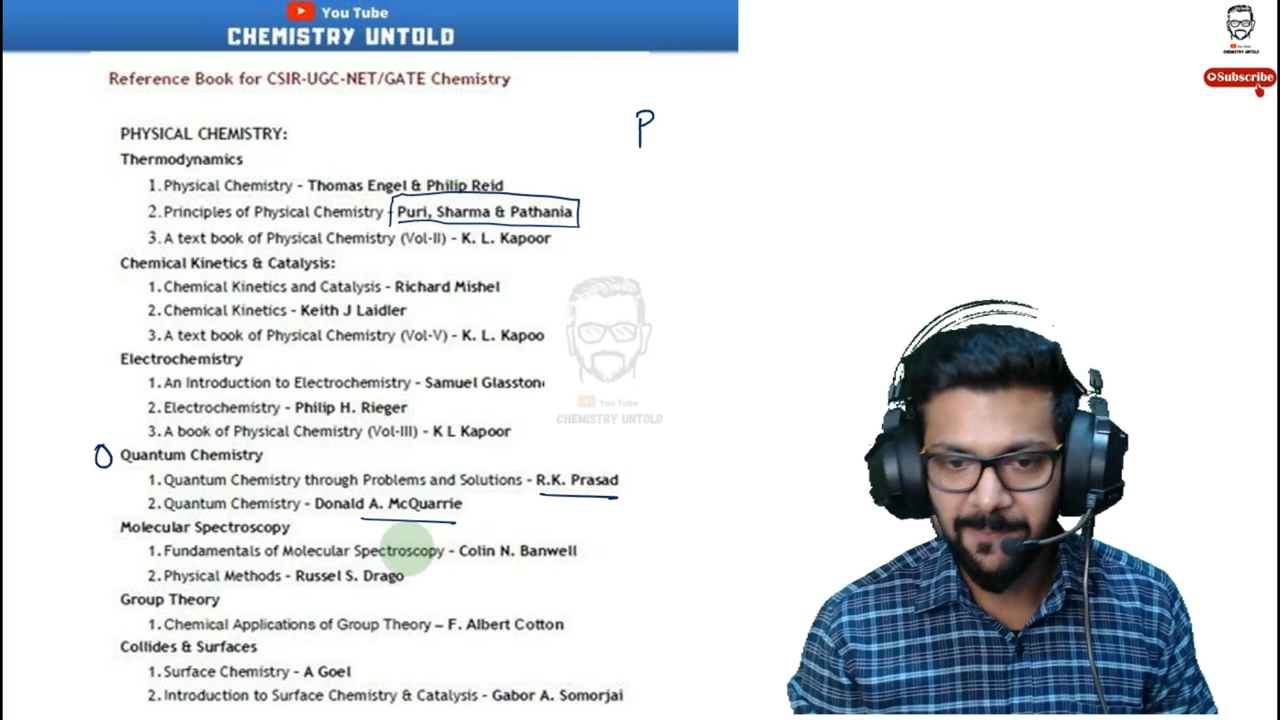 You Tube
CHEMISTRY UNTOLD
CHEMISTRY UNTOLD
Subscribe
Reference Book for CSIR-UGC-NET/GATE Chemistry
P
PHYSICAL CHEMISTRY:
Thermodynamics
1. Physical Chemistry - Thomas Engel & Philip Reid
2. Principles of Physical Chemistry - Puri, Sharma & Pathania
3. A text book of Physical Chemistry (Vol-II) - K. L. Kapoor
Chemical Kinetics & Catalysis:
1. Chemical Kinetics and Catalysis - Richard Mishel
2. Chemical Kinetics - Keith J Laidler
3. A text book of Physical Chemistry (Vol-V) - K. L. Kapoo
Electrochemistry
1. An Introduction to Electrochemistry - Samuel Glasston
2. Electrochemistry - Philip H. Rieger
3. A book of Physical Chemistry (Vol-III) - K L Kapoor
You Tube
CHEMISTRY UNTOLD
Quantum Chemistry
1. Quantum Chemistry through Problems and Solutions - R.K. Prasad
2. Quantum Chemistry - Donald A. McQuarrie
Molecular Spectroscopy
1. Fundamentals of Molecular Spectroscopy - Colin N. Banwell
2. Physical Methods - Russel S. Drago
Group Theory
1. Chemical Applications of Group Theory – F. Albert Cotton
Collides & Surfaces
1. Surface Chemistry - A Goel
2. Introduction to Surface Chemistry & Catalysis - Gabor A. Somorjai